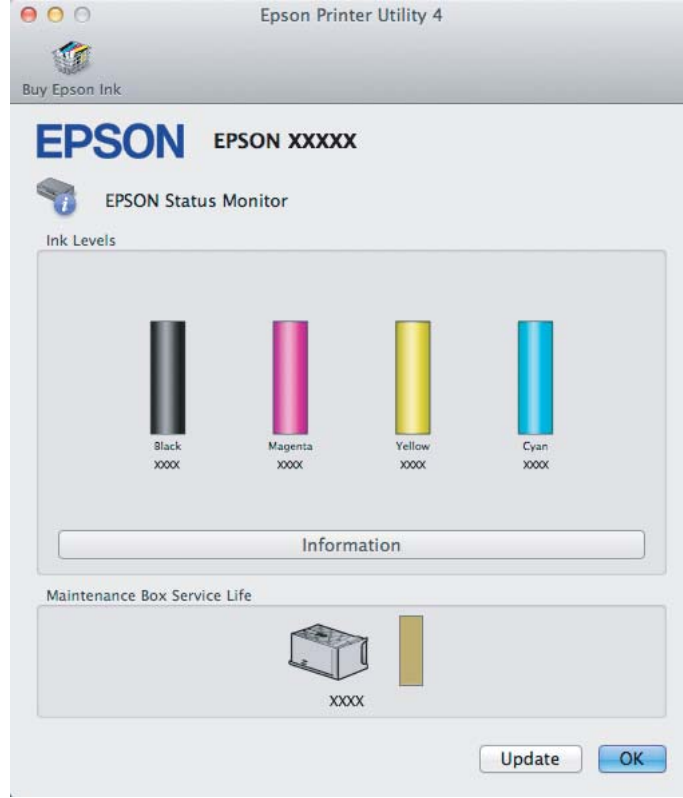 Epson Printer Utility 4
Buy Epson Ink
EPSON EPSON XXXXX
EPSON Status Monitor
Ink Levels
Black Magenta Yellow Cyan
XXXX XXXX XXXX XXXX
Information
Maintenance Box Service Life
XXXX
Update OK